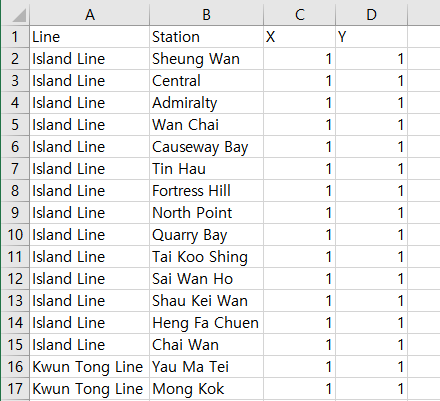 A B C D
1 Line Station X Y
2 Island Line Sheung Wan 1 1
3 Island Line Central 1 1
4 Island Line Admiralty 1 1
5 Island Line Wan Chai 1 1
6 Island Line Causeway Bay 1 1
7 Island Line Tin Hau 1 1
8 Island Line Fortress Hill 1 1
9 Island Line North Point 1 1
10 Island Line Quarry Bay 1 1
11 Island Line Tai Koo Shing 1 1
12 Island Line Sai Wan Ho 1 1
13 Island Line Shau Kei Wan 1 1
14 Island Line Heng Fa Chuen 1 1
15 Island Line Chai Wan 1 1
16 Kwun Tong Line Yau Ma Tei 1 1
17 Kwun Tong Line Mong Kok 1 1